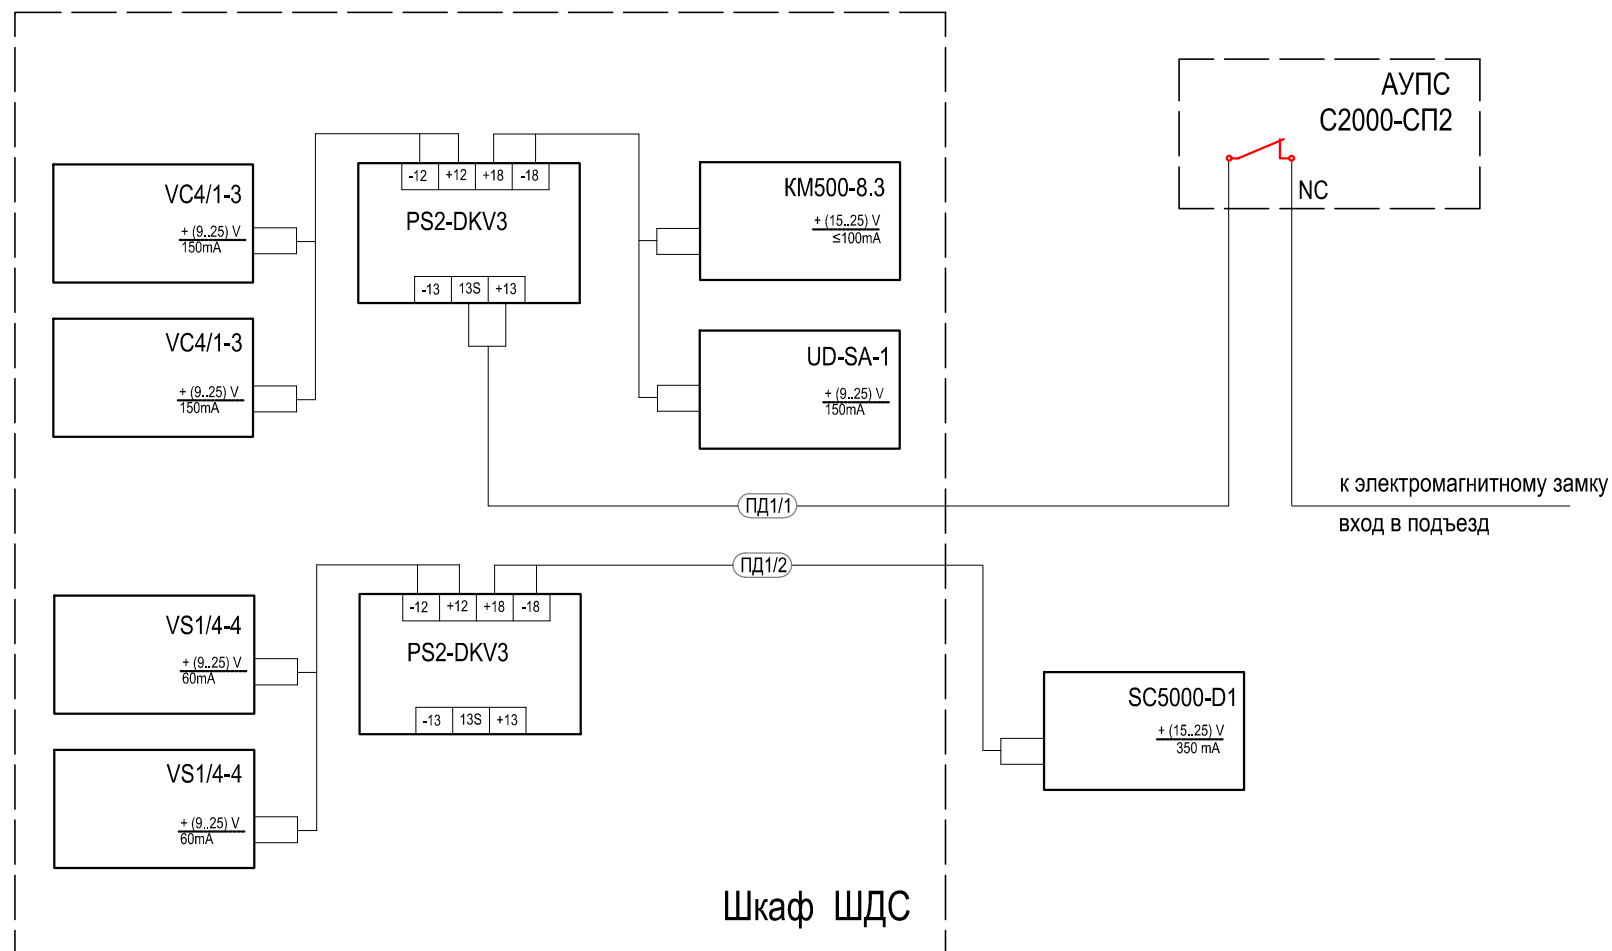 АУПС
С2000-СП2
NC
VC4/1-3
+ (9..25) V
150mA
-12 +12 +18 -18
PS2-DKV3
-13 13S +13
КМ500-8.3
+ (15..25) V
≤100mA
VC4/1-3
+ (9..25) V
150mA
UD-SA-1
+ (9..25) V
150mA
к электромагнитному замку
вход в подъезд
ПД1/1
ПД1/2
VS1/4-4
+ (9..25) V
60mA
-12 +12 +18 -18
PS2-DKV3
-13 13S +13
SC5000-D1
+ (15..25) V
350 mA
VS1/4-4
+ (9..25) V
60mA
Шкаф ШДС